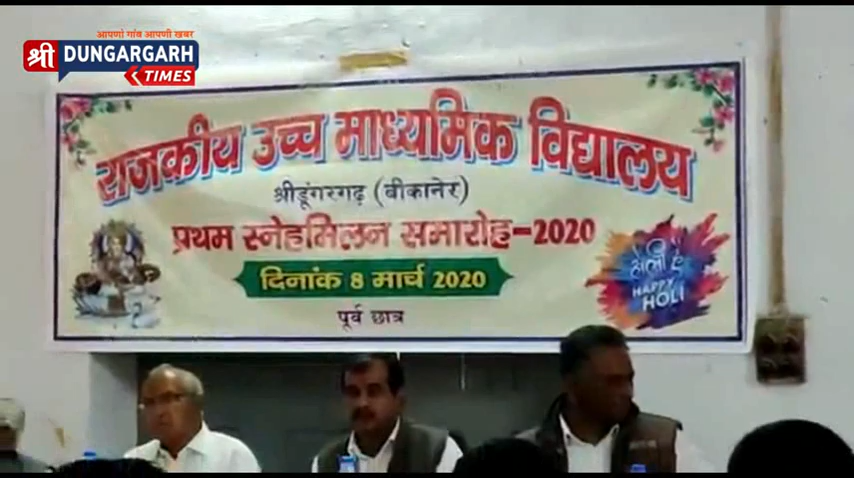 आपणां गांव आपणी खबर
श्री DUNGARGARH
TIMES
राजकीय उच्च माध्यमिक विद्यालय
श्रीडूंगरगढ़ (बीकानेर)
प्रथम स्नेहमिलन समारोह-2020
दिनांक 8 मार्च 2020
पूर्व छात्र
होली है
HAPPY
HOLI